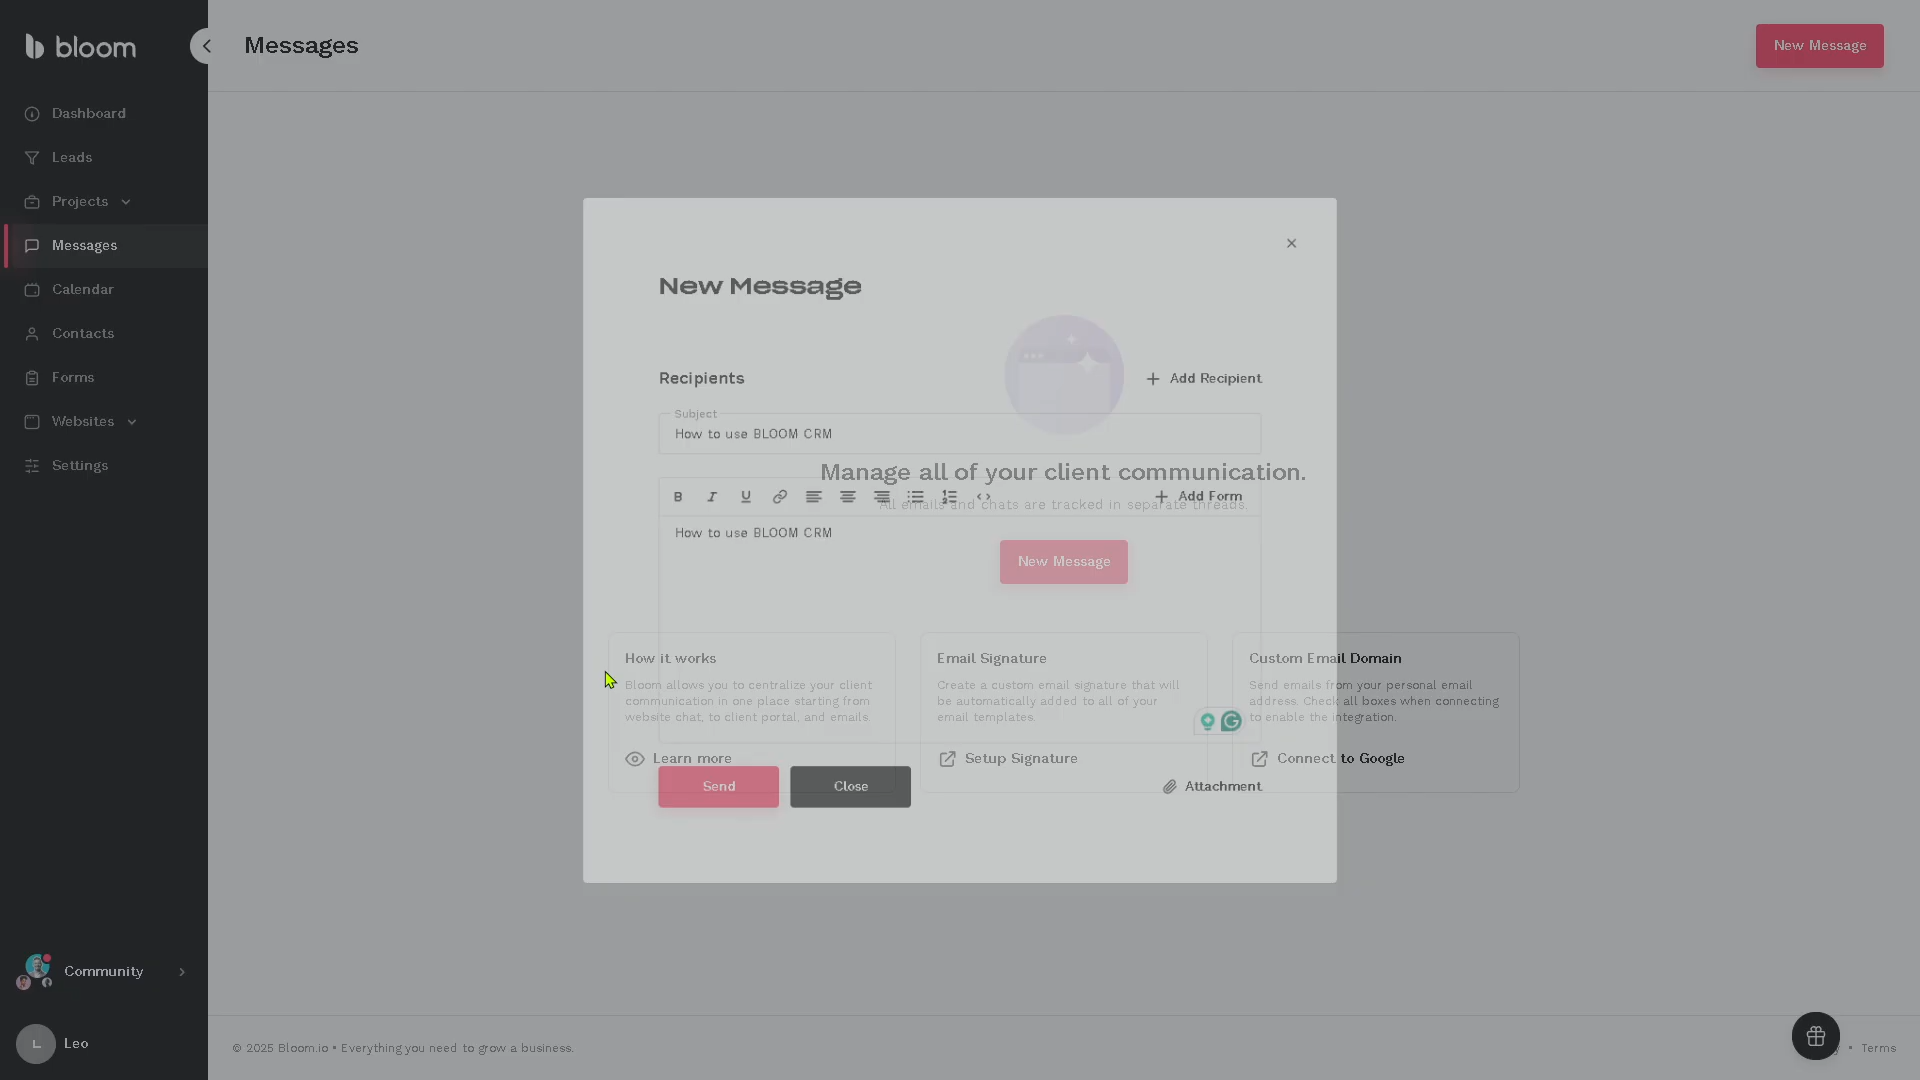 bloom
Messages
New Message
Dashboard
Leads
Projects
Messages
Calendar
Contacts
Forms
Websites
Settings
Community
L
Leo
New Message
Recipients
Add Recipient
Subject
How to use BLOOM CRM
Manage all of your client communication.
B I U
Add Form
All emails and chats are tracked in separate threads.
How to use BLOOM CRM
New Message
How it works
Bloom allows you to centralize your client
communication in one place starting from
website chat, to client portal, and emails.
Learn more
Email Signature
Create a custom email signature that will
be automatically added to all of your
email templates.
Setup Signature
Custom Email Domain
Send emails from your personal email
address. Check all boxes when connecting
to enable the integration.
Connect to Google
Send
Close
Attachment
© 2025 Bloom.io • Everything you need to grow a business.
• Terms